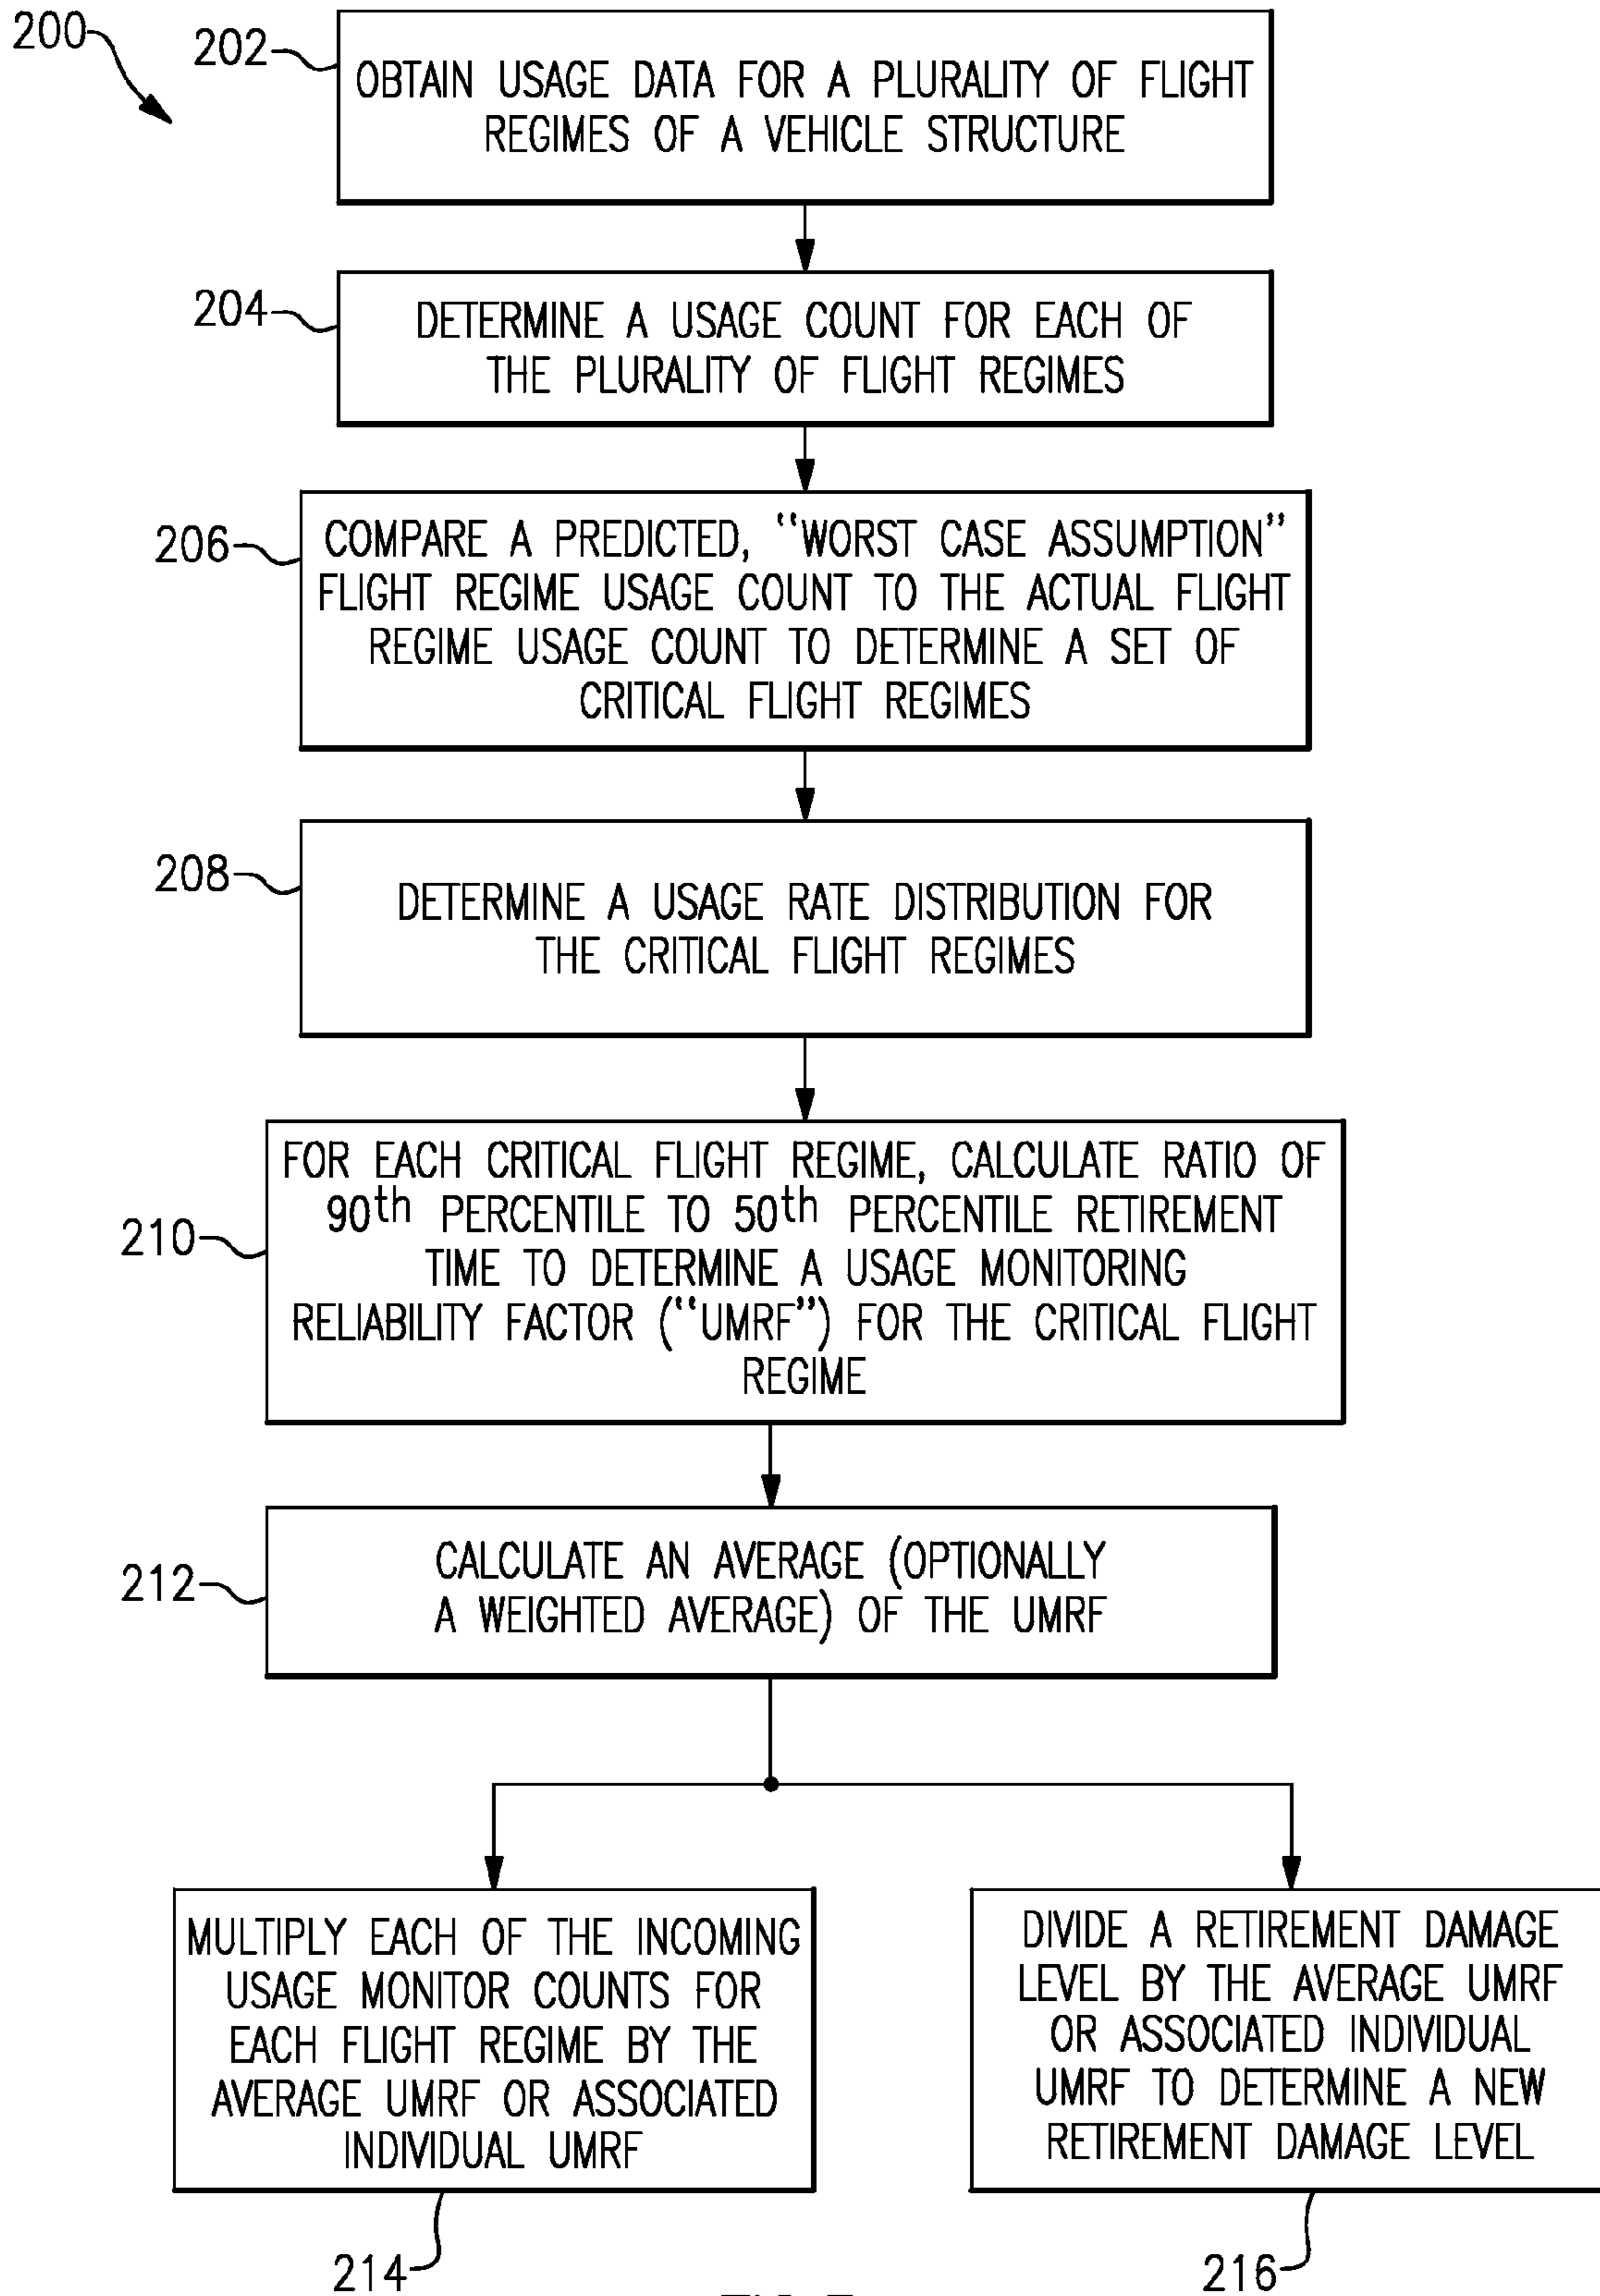 200
202
OBTAIN USAGE DATA FOR A PLURALITY OF FLIGHT
REGIMES OF A VEHICLE STRUCTURE
204
DETERMINE A USAGE COUNT FOR EACH OF
THE PLURALITY OF FLIGHT REGIMES
206
COMPARE A PREDICTED, “WORST CASE ASSUMPTION”
FLIGHT REGIME USAGE COUNT TO THE ACTUAL FLIGHT
REGIME USAGE COUNT TO DETERMINE A SET OF
CRITICAL FLIGHT REGIMES
208
DETERMINE A USAGE RATE DISTRIBUTION FOR
THE CRITICAL FLIGHT REGIMES
210
FOR EACH CRITICAL FLIGHT REGIME, CALCULATE RATIO OF
90th PERCENTILE TO 50th PERCENTILE RETIREMENT
TIME TO DETERMINE A USAGE MONITORING
RELIABILITY FACTOR (“UMRF”) FOR THE CRITICAL FLIGHT
REGIME
212
CALCULATE AN AVERAGE (OPTIONALLY
A WEIGHTED AVERAGE) OF THE UMRF
MULTIPLY EACH OF THE INCOMING
USAGE MONITOR COUNTS FOR
EACH FLIGHT REGIME BY THE
AVERAGE UMRF OR ASSOCIATED
INDIVIDUAL UMRF
214
DIVIDE A RETIREMENT DAMAGE
LEVEL BY THE AVERAGE UMRF
OR ASSOCIATED INDIVIDUAL
UMRF TO DETERMINE A NEW
RETIREMENT DAMAGE LEVEL
216